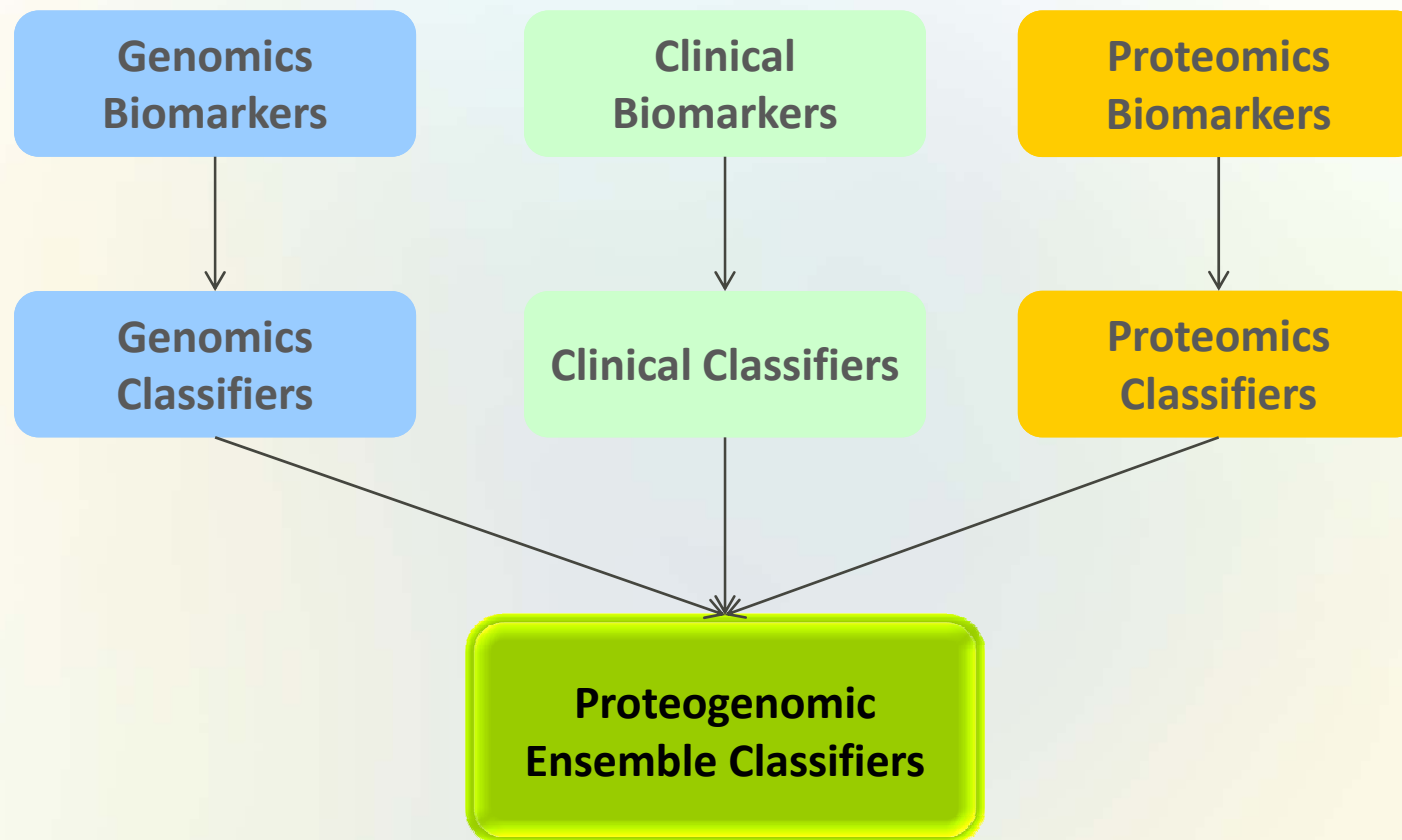 Genomics
Biomarkers
Clinical
Biomarkers
Proteomics
Biomarkers
Genomics
Classifiers
Clinical Classifiers
Proteomics
Classifiers
Proteogenomic
Ensemble Classifiers